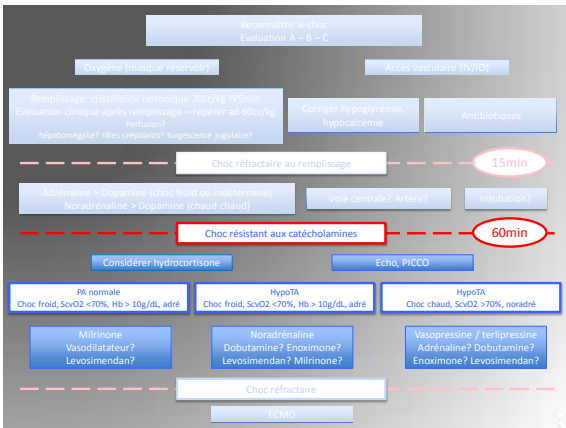 Reconnaître le choc
Evaluation A – B – C
Oxygène (masque réservoir)
Accès vasculaire (IV/IO)
Remplissage: cristalloïde isotonique 20cc/kg IV5min
Evaluation clinique après remplissage – répéter ad 60cc/kg
Perfusion?
hépatomégalie? râles crépitants? turgescence jugulaire?
Corriger hypoglycémie,
hypocalcémie
Antibiotiques
Choc réfractaire au remplissage
15min
Adrénaline > Dopamine (choc froid ou indéterminé)
Noradrénaline > Dopamine (chaud chaud)
Voie centrale? Artère?
Intubation?
Choc résistant aux catécholamines
60min
Considérer hydrocortisone
Echo, PICCO
PA normale
Choc froid, ScvO2 <70%, Hb > 10g/dL, adré
HypoTA
Choc froid, ScvO2 <70%, Hb > 10g/dL, adré
HypoTA
Choc chaud, ScvO2 >70%, noradré
Milrinone
Vasodilatateur?
Levosimendan?
Noradrénaline
Dobutamine? Enoximone?
Levosimendan? Milrinone?
Vasopressine / terlipressine
Adrénaline? Dobutamine?
Enoximone? Levosimendan?
Choc réfractaire
ECMO